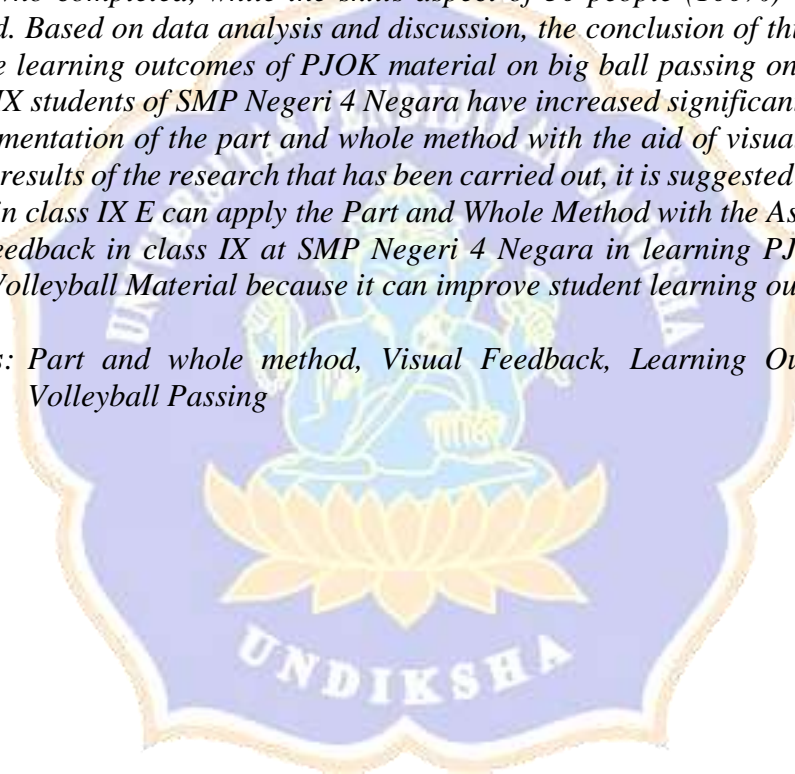 who completed, while the skills aspect of people (100%)
d. Based on data analysis and discussion, the conclusion of thi
e learning outcomes of PJOK material on big ball passing on
IX students of SMP Negeri 4 Negara have increased significan
mentation of the part and whole method with the aid of visua
results of the research that has been carried out, it is suggested
in class IX E can apply the Part and Whole Method with the As
eedback in class IX at SMP Negeri 4 Negara in learning PJ
Volleyball Material because it can improve student learning ou
s: Part and whole method, Visual Feedback, Learning Ou
Volleyball Passing
UNIVERSITAS PENDIDIKAN GANESHA
UNDIKSHA